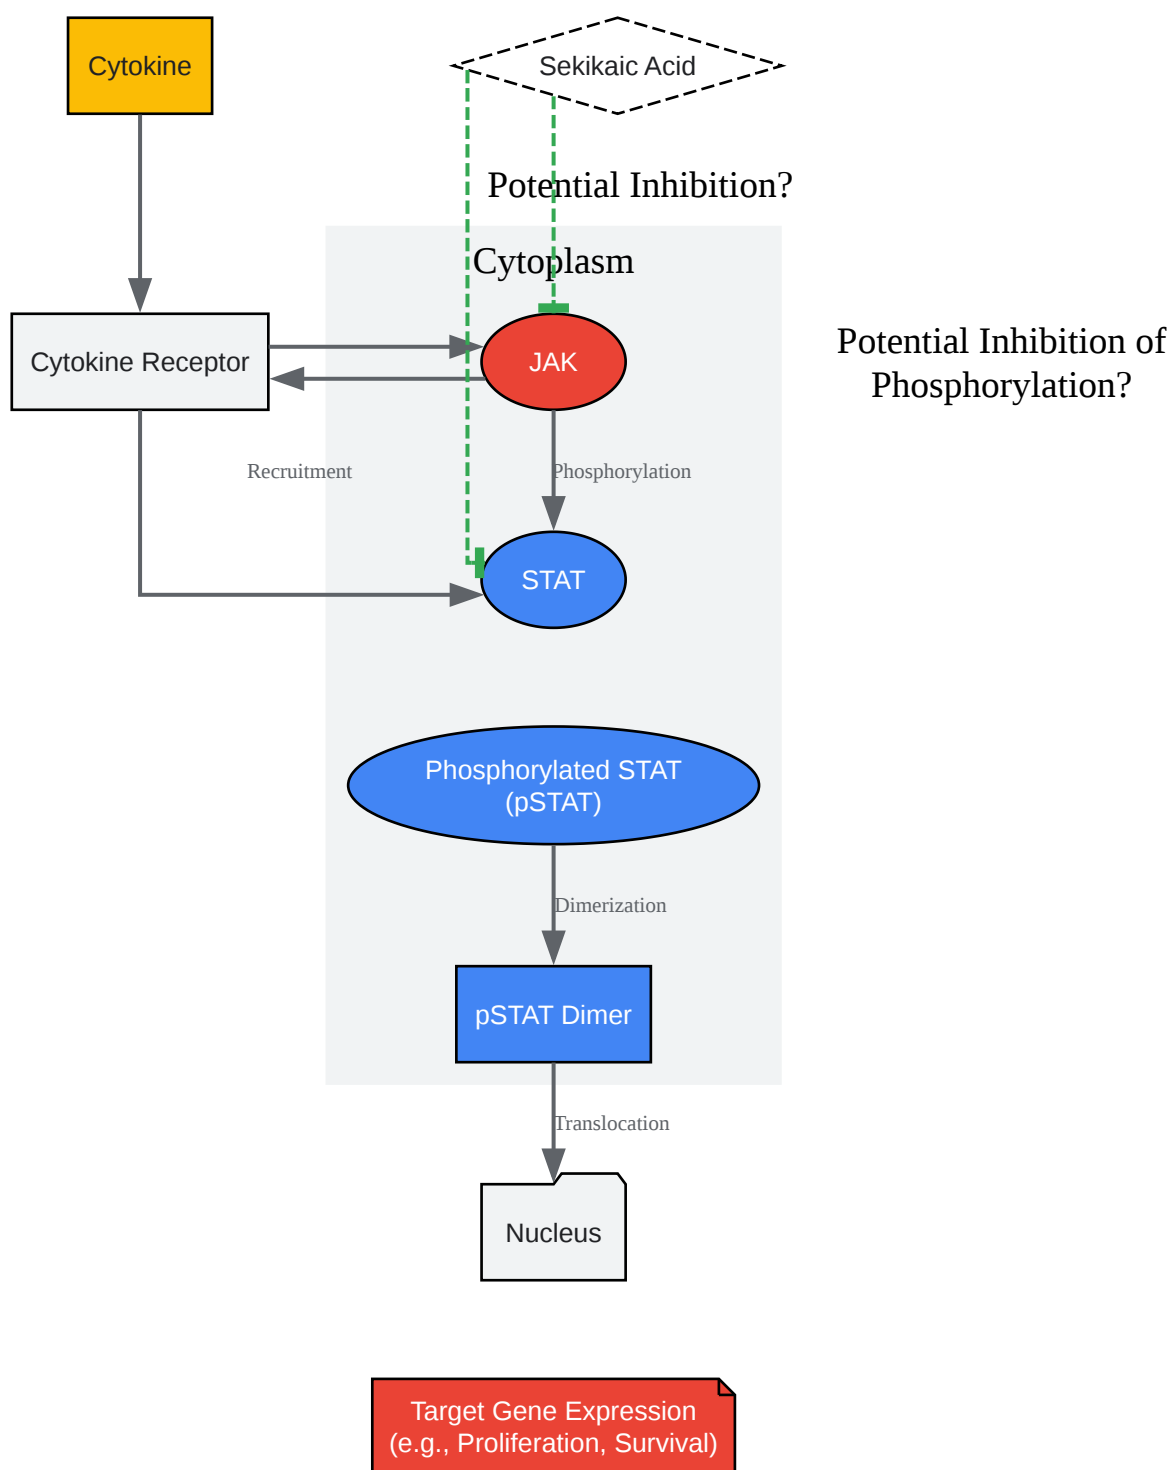 Cytokine
Sekikaic Acid
Potential Inhibition?
Cytoplasm
Cytokine Receptor
JAK
Potential Inhibition of
Phosphorylation?
Recruitment
Phosphorylation
STAT
Phosphorylated STAT
(pSTAT)
Dimerization
pSTAT Dimer
Translocation
Nucleus
Target Gene Expression
(e.g., Proliferation, Survival)